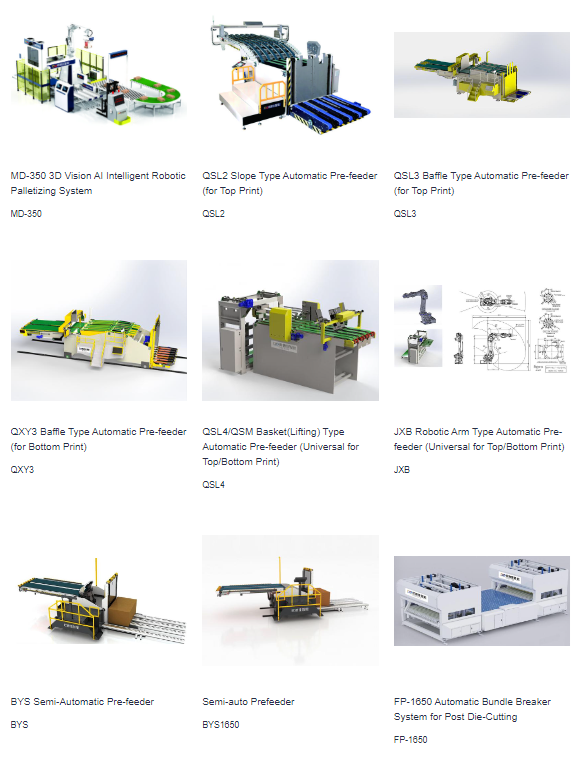 MD-350 3D Vision AI Intelligent Robotic
Palletizing System
MD-350
QSL2 Slope Type Automatic Pre-feeder
(for Top Print)
QSL2
QSL3 Baffle Type Automatic Pre-feeder
(for Top Print)
QSL3
QXY3 Baffle Type Automatic Pre-feeder
(for Bottom Print)
QXY3
QSL4/QSM Basket(Lifting) Type
Automatic Pre-feeder (Universal for
Top/Bottom Print)
QSL4
JXB Robotic Arm Type Automatic Pre-
feeder (Universal for Top/Bottom Print)
JXB
BYS Semi-Automatic Pre-feeder
BYS
Semi-auto Prefeeder
BYS1650
FP-1650 Automatic Bundle Breaker
System for Post Die-Cutting
FP-1650